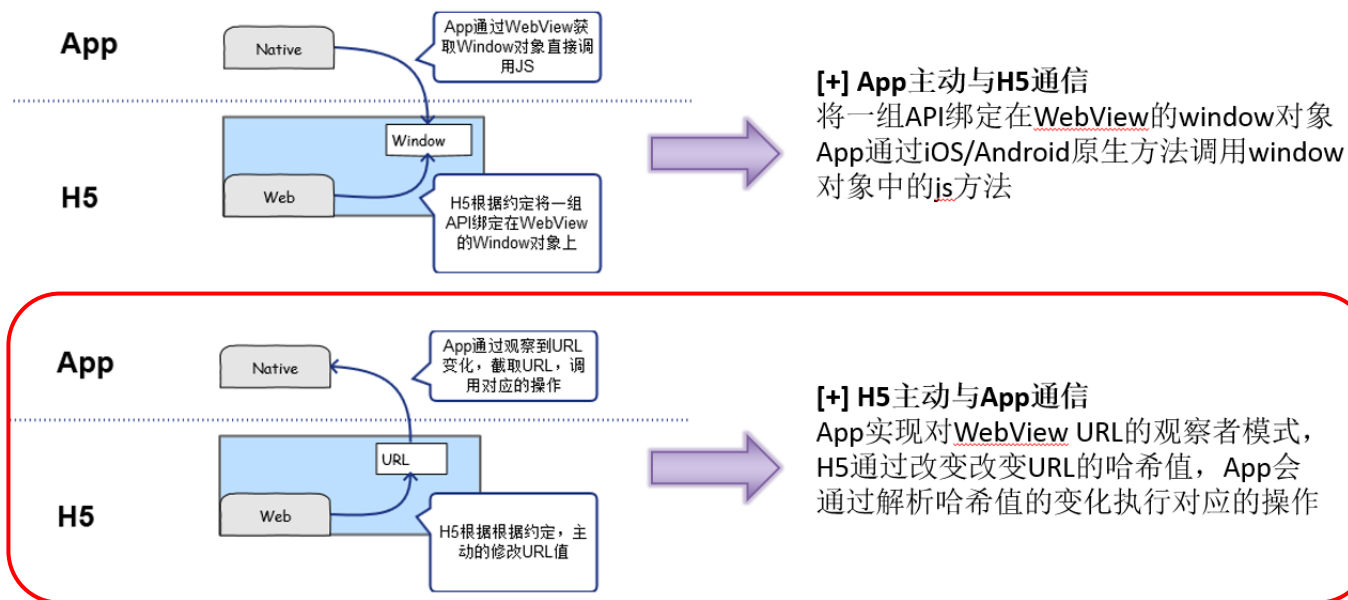 App
Native
App通过WebView获
取Window对象直接调
用JS
[+] App主动与H5通信
将一组API绑定在WebView的window对象
App通过iOS/Android原生方法调用window
对象中的js方法
Window
H5
Web
H5根据约定将一组
API绑定在WebView
的Window对象上
App
Native
App通过观察到URL
变化，截取URL，调
用对应的操作
[+] H5主动与App通信
App实现对WebView URL的观察者模式，
H5通过改变改变URL的哈希值，App会
通过解析哈希值的变化执行对应的操作
URL
H5
Web
H5根据根据约定，主
动的修改URL值